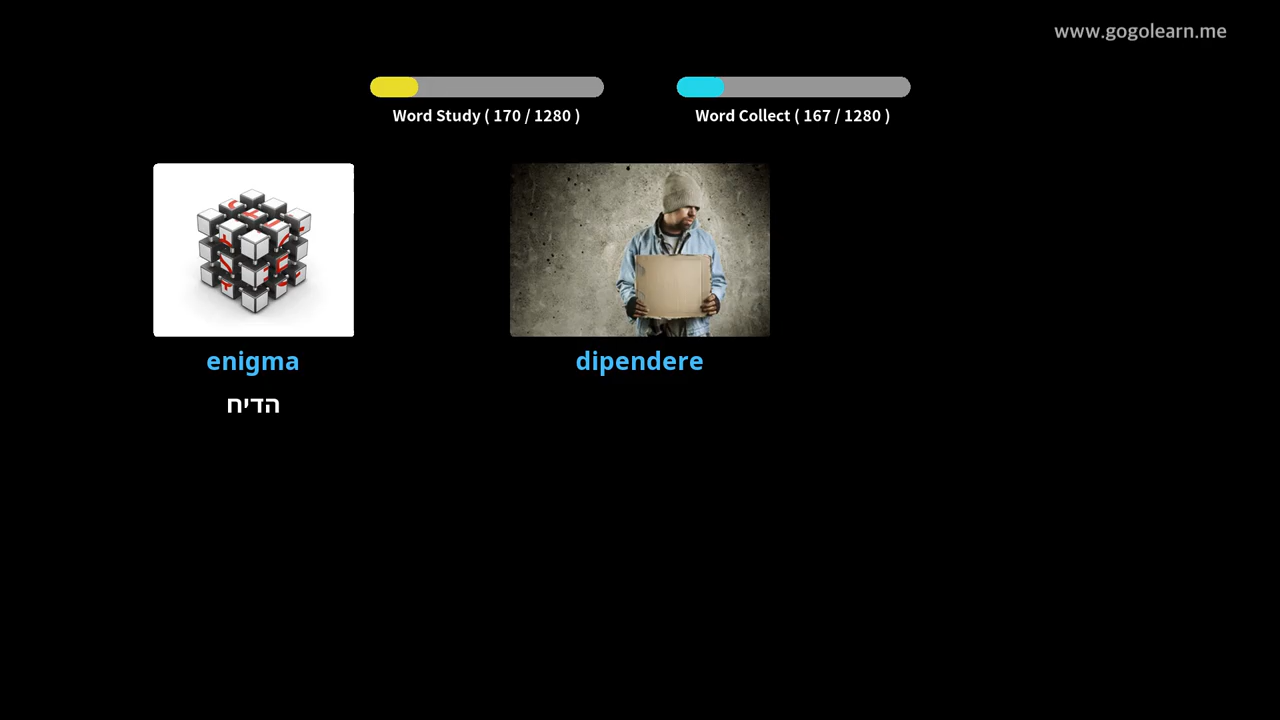 www.gogolearn.me
Word Study ( 170 / 1280 )
Word Collect ( 167 / 1280 )
enigma
dipendere
הדיח